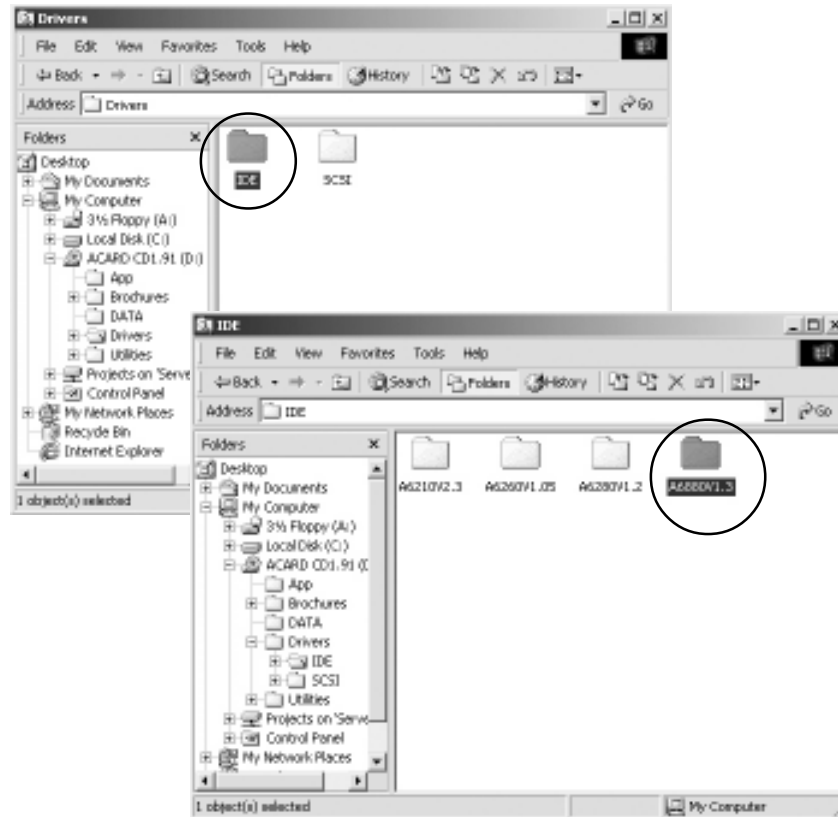 Drivers
File Edit View Favorites Tools Help
Back Search Folders History
Address Drivers Go
Folders
IDE SCSI
Desktop
My Documents
My Computer
3½ Floppy (A:)
Local Disk (C:)
ACARD CD1.91 (D:)
App
Brochures
DATA
Drivers
Utilities
Projects on 'Serve
Control Panel
My Network Places
Recycle Bin
Internet Explorer
1 object(s) selected
IDE
File Edit View Favorites Tools Help
Back Search Folders History
Address IDE Go
Folders
A6210V2.3 A6260V1.05 A6280V1.2 A6880V1.3
Desktop
My Documents
My Computer
3½ Floppy (A:)
Local Disk (C:)
ACARD CD1.91 (D
App
Brochures
DATA
Drivers
IDE
SCSI
Utilities
Projects on 'Serve
Control Panel
My Network Places
1 object(s) selected My Computer